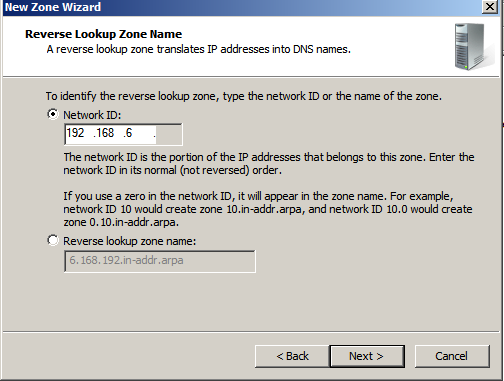 New Zone Wizard
Reverse Lookup Zone Name
A reverse lookup zone translates IP addresses into DNS names.
To identify the reverse lookup zone, type the network ID or the name of the zone.
Network ID:
192 .168 .6 .
The network ID is the portion of the IP addresses that belongs to this zone. Enter the
network ID in its normal (not reversed) order.
If you use a zero in the network ID, it will appear in the zone name. For example,
network ID 10 would create zone 10.in-addr.arpa, and network ID 10.0 would create
zone 0.10.in-addr.arpa.
Reverse lookup zone name:
6.168.192.in-addr.arpa
< Back Next > Cancel